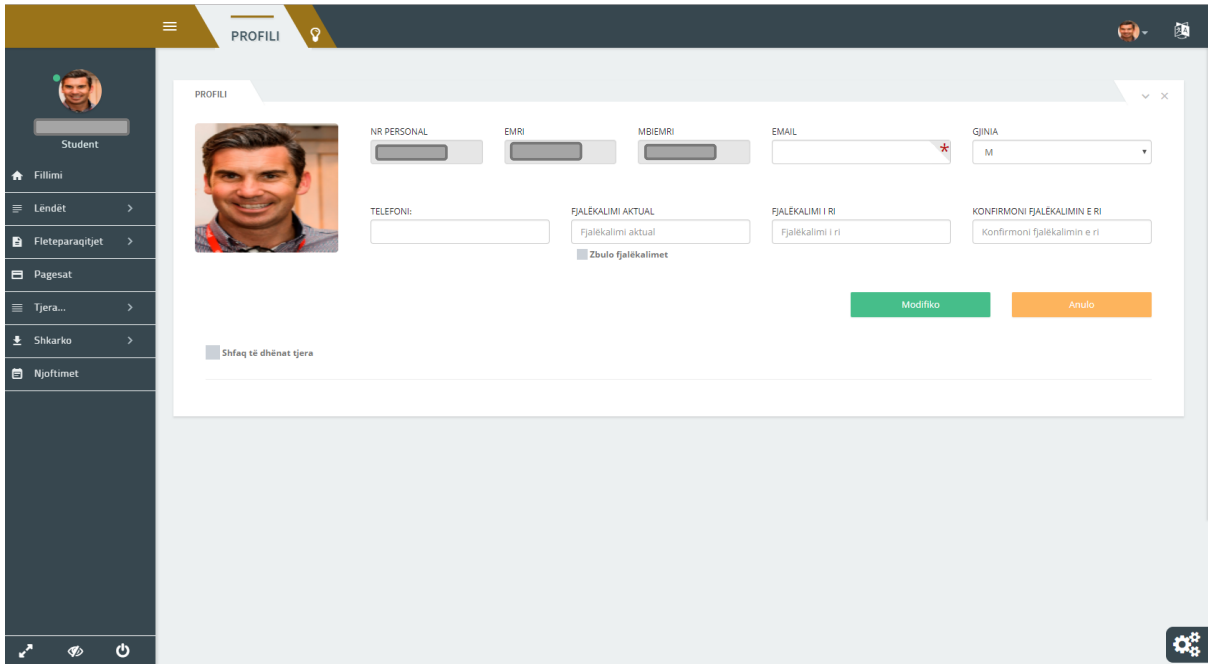 PROFILI
Student
Fillimi
Lëndët
Fleteparaqitjet
Pagesat
Tjera...
Shkarko
Njoftimet
PROFILI
NR PERSONAL EMRI MBIEMRI EMAIL GJINIA
* M
TELEFONI: FJALËKALIMI AKTUAL FJALËKALIMI I RI KONFIRMONI FJALËKALIMIN E RI
Fjalëkalimi aktual Fjalëkalimi i ri Konfirmoni fjalëkalimin e ri
Zbulo fjalëkalimet
Modifiko Anulo
Shfaq të dhënat tjera